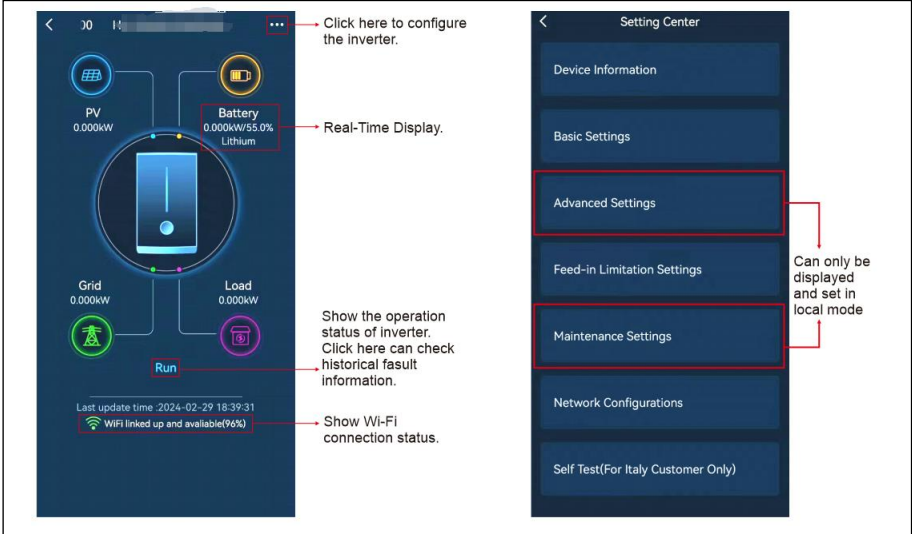 Click here to configure
the inverter.
PV
0.000kW
Battery
0.000kW/55.0%
Lithium
Real-Time Display.
Grid
0.000kW
Load
0.000kW
Show the operation
status of inverter.
Click here can check
historical fasult
information.
Run
Last update time :2024-02-29 18:39:31
WiFi linked up and avaliable(96%)
Show Wi-Fi
connection status.
Setting Center
Device Information
Basic Settings
Advanced Settings
Feed-in Limitation Settings
Maintenance Settings
Network Configurations
Self Test(For Italy Customer Only)
Can only be
displayed
and set in
local mode